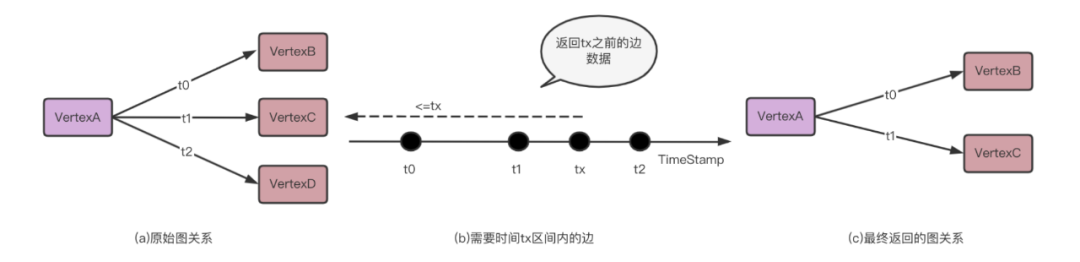 VertexA
t0
t1
t2
VertexB
VertexC
VertexD
(a)原始图关系
返回tx之前的边
数据
<=tx
t0
t1
tx
t2
TimeStamp
(b)需要时间tx区间内的边
VertexA
t0
t1
VertexB
VertexC
(c)最终返回的图关系